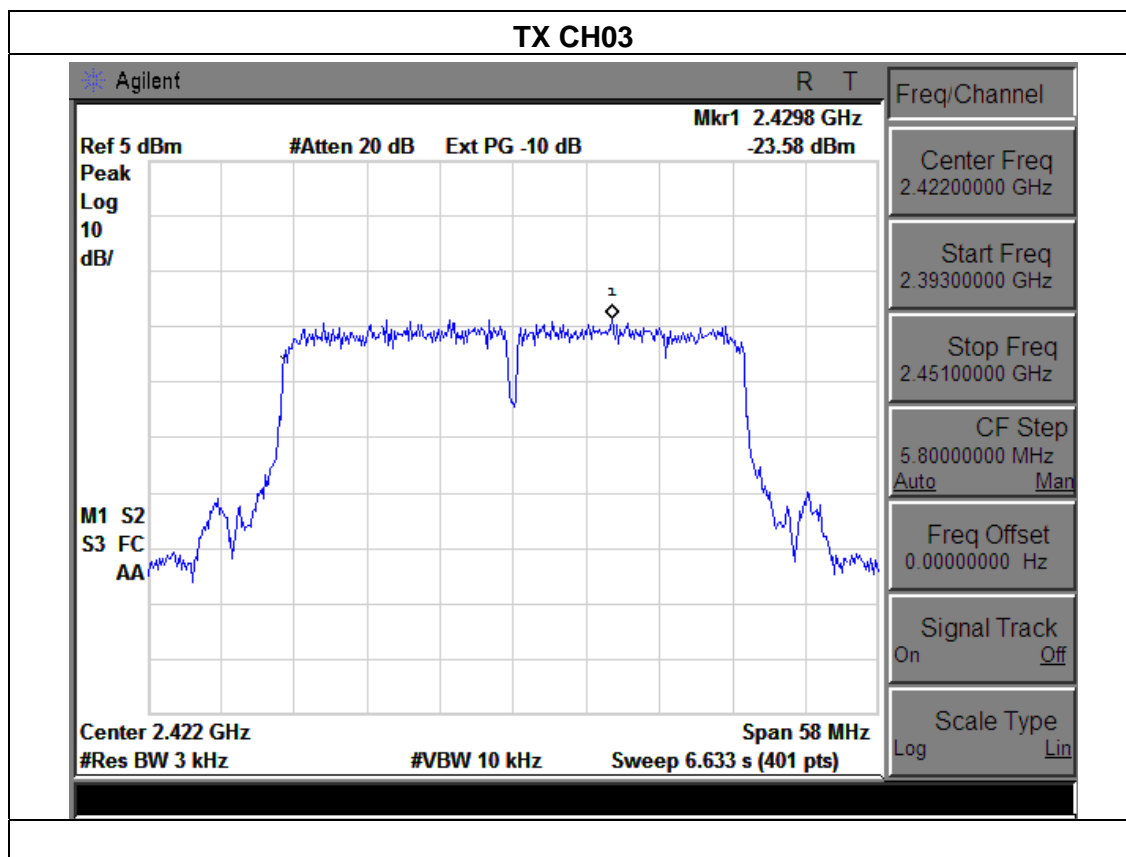 TX CH03
Agilent R T
Freq/Channel
Mkr1 2.4298 GHz
Ref 5 dBm #Atten 20 dB Ext PG -10 dB -23.58 dBm
Peak
Log
10
dB/
1
M1 S2
S3 FC
AA
Center 2.422 GHz Span 58 MHz
#Res BW 3 kHz #VBW 10 kHz Sweep 6.633 s (401 pts)
Center Freq
2.42200000 GHz
Start Freq
2.39300000 GHz
Stop Freq
2.45100000 GHz
CF Step
5.80000000 MHz
Auto Man
Freq Offset
0.00000000 Hz
Signal Track
On Off
Scale Type
Log Lin